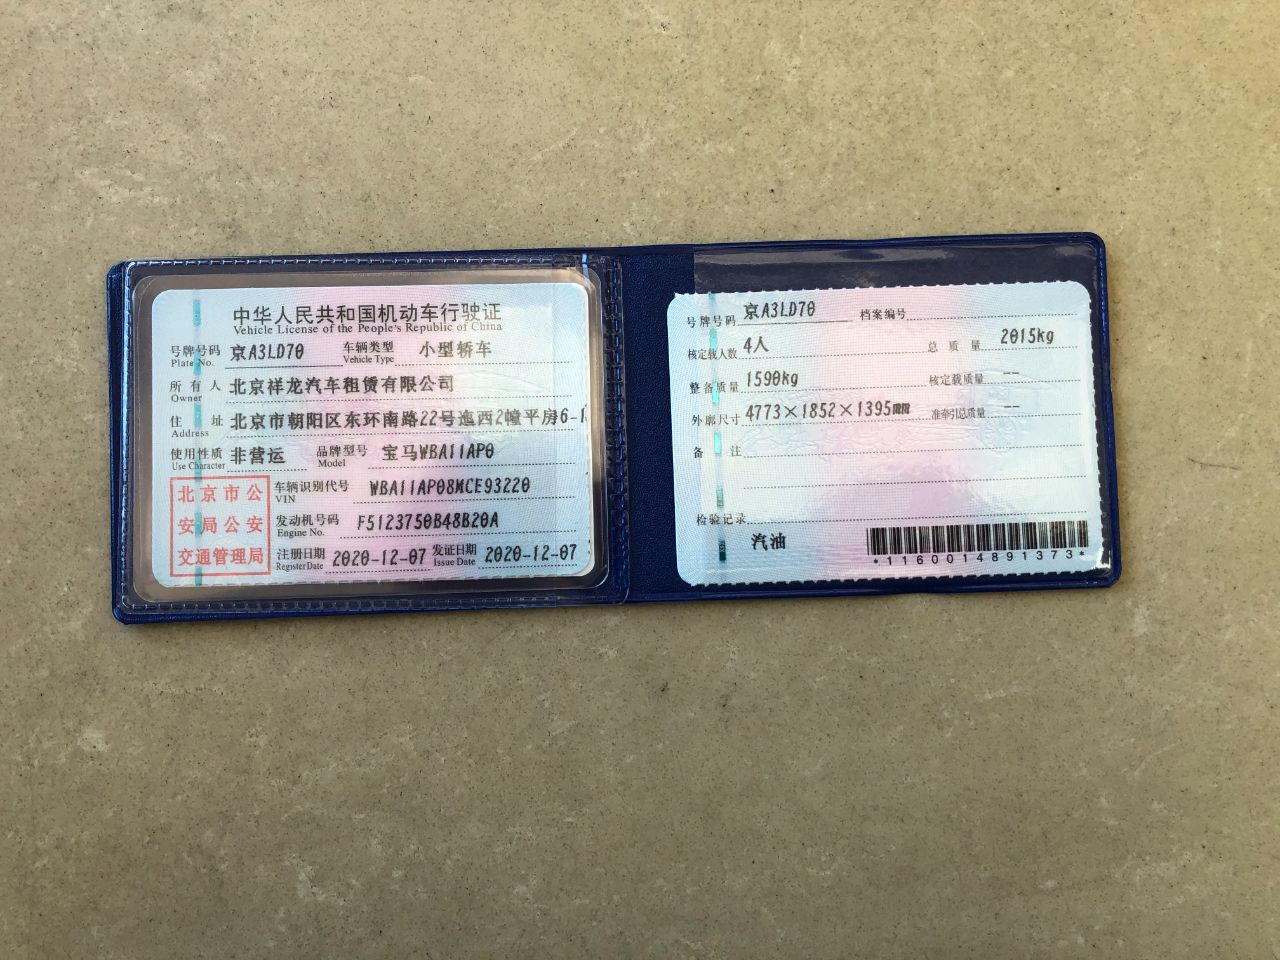 中华人民共和国机动车行驶证
Vehicle License of the People's Republic of China
号牌号码 京A3LD70 车辆类型 小型轿车
Plate No. Vehicle Type
所有人 北京祥龙汽车租赁有限公司
Owner
住址 北京市朝阳区东环南路22号迤西2幢平房6-1
Address
使用性质 非营运 品牌型号 宝马WBA11AP0
Use Character Model
北京市公安局公安交通管理局
车辆识别代号 WBA11AP08MCE93220
VIN
发动机号码 F5123750B48B20A
Engine No.
注册日期 2020-12-07 发证日期 2020-12-07
Register Date Issue Date
号牌号码 京A3LD70 档案编号
核定载人数 4人 总质量 2015kg
整备质量 1590kg 核定载质量 --
外廓尺寸 4773×1852×1395mm 准牵引总质量 --
备注
检验记录
汽油
*1160014891373*